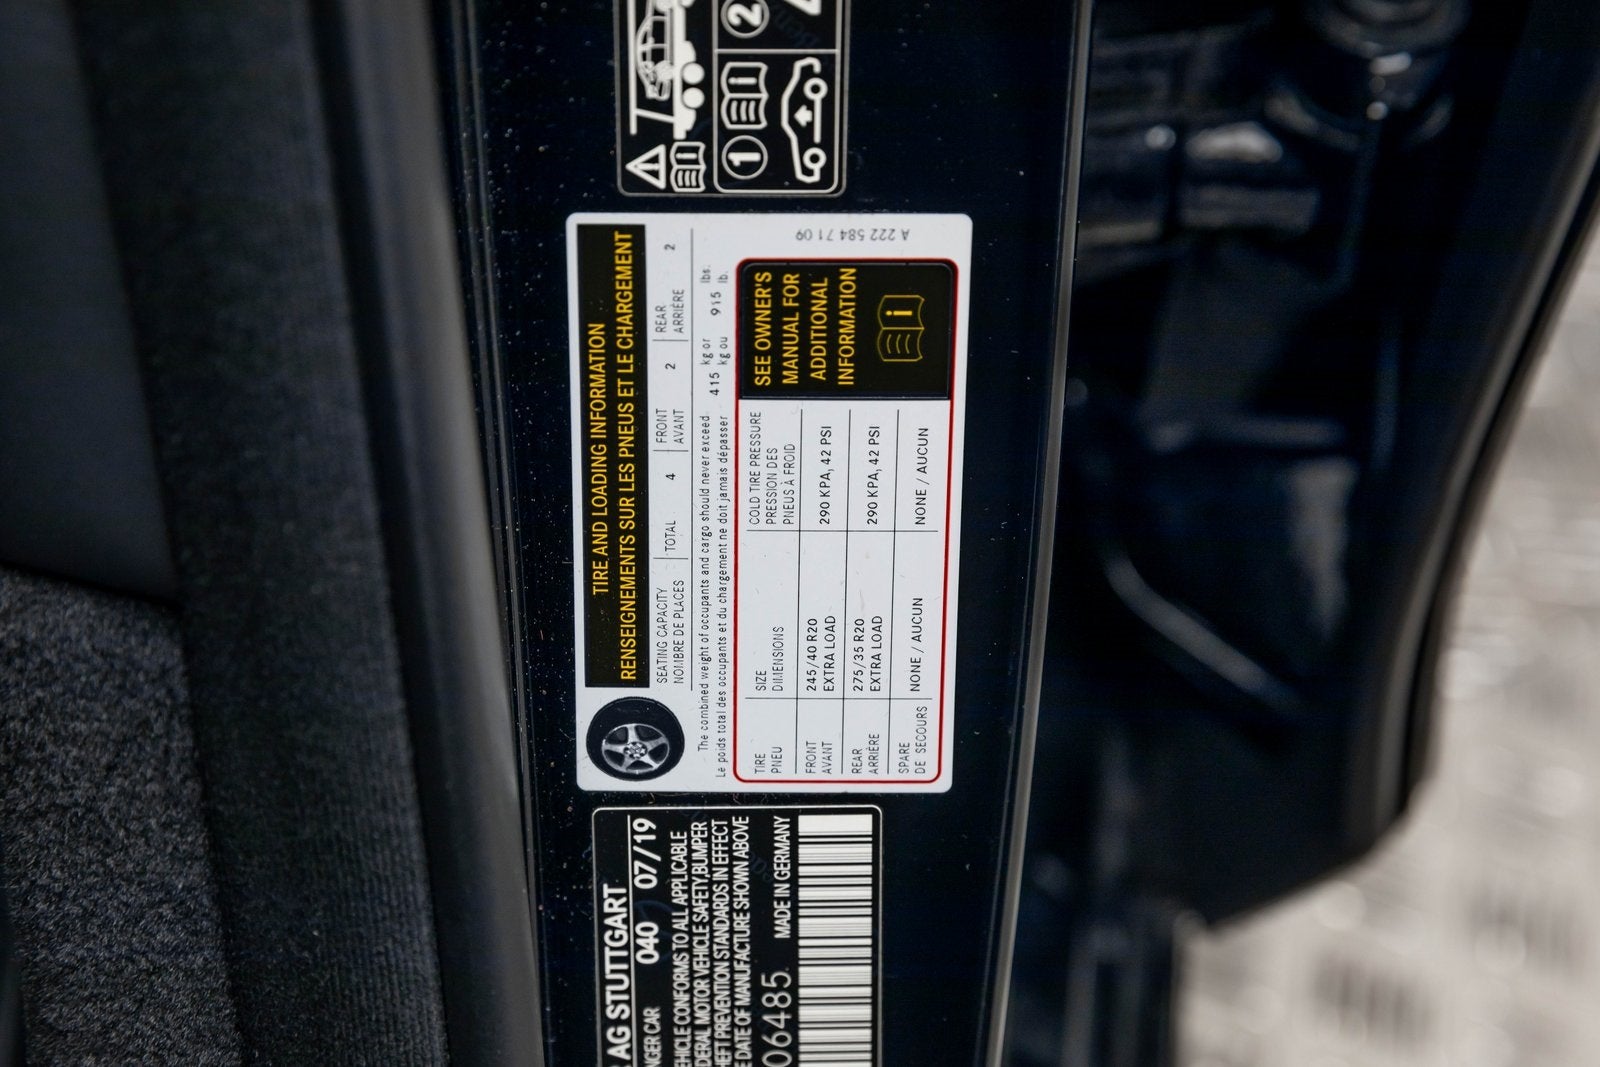 1
2
A 222 584 71 09
TIRE AND LOADING INFORMATION
RENSEIGNEMENTS SUR LES PNEUS ET LE CHARGEMENT
SEATING CAPACITY TOTAL 4 FRONT 2 REAR 2
NOMBRE DE PLACES AVANT ARRIÈRE
The combined weight of occupants and cargo should never exceed 415 kg or 915 lbs.
Le poids total des occupants et du chargement ne doit jamais dépasser kg ou lb.
TIRE SIZE COLD TIRE PRESSURE
PNEU DIMENSIONS PRESSION DES
PNEUS À FROID
FRONT 245/40 R20 290 KPA, 42 PSI
AVANT EXTRA LOAD
REAR 275/35 R20 290 KPA, 42 PSI
ARRIÈRE EXTRA LOAD
SPARE NONE / AUCUN NONE / AUCUN
DE SECOURS
SEE OWNER'S
MANUAL FOR
ADDITIONAL
INFORMATION
AG STUTTGART
040 07/19
CAR
CONFORMS TO ALL APPLICABLE
MOTOR VEHICLE SAFETY, BUMPER
PREVENTION STANDARDS IN EFFECT
DATE OF MANUFACTURE SHOWN ABOVE
06485 MADE IN GERMANY